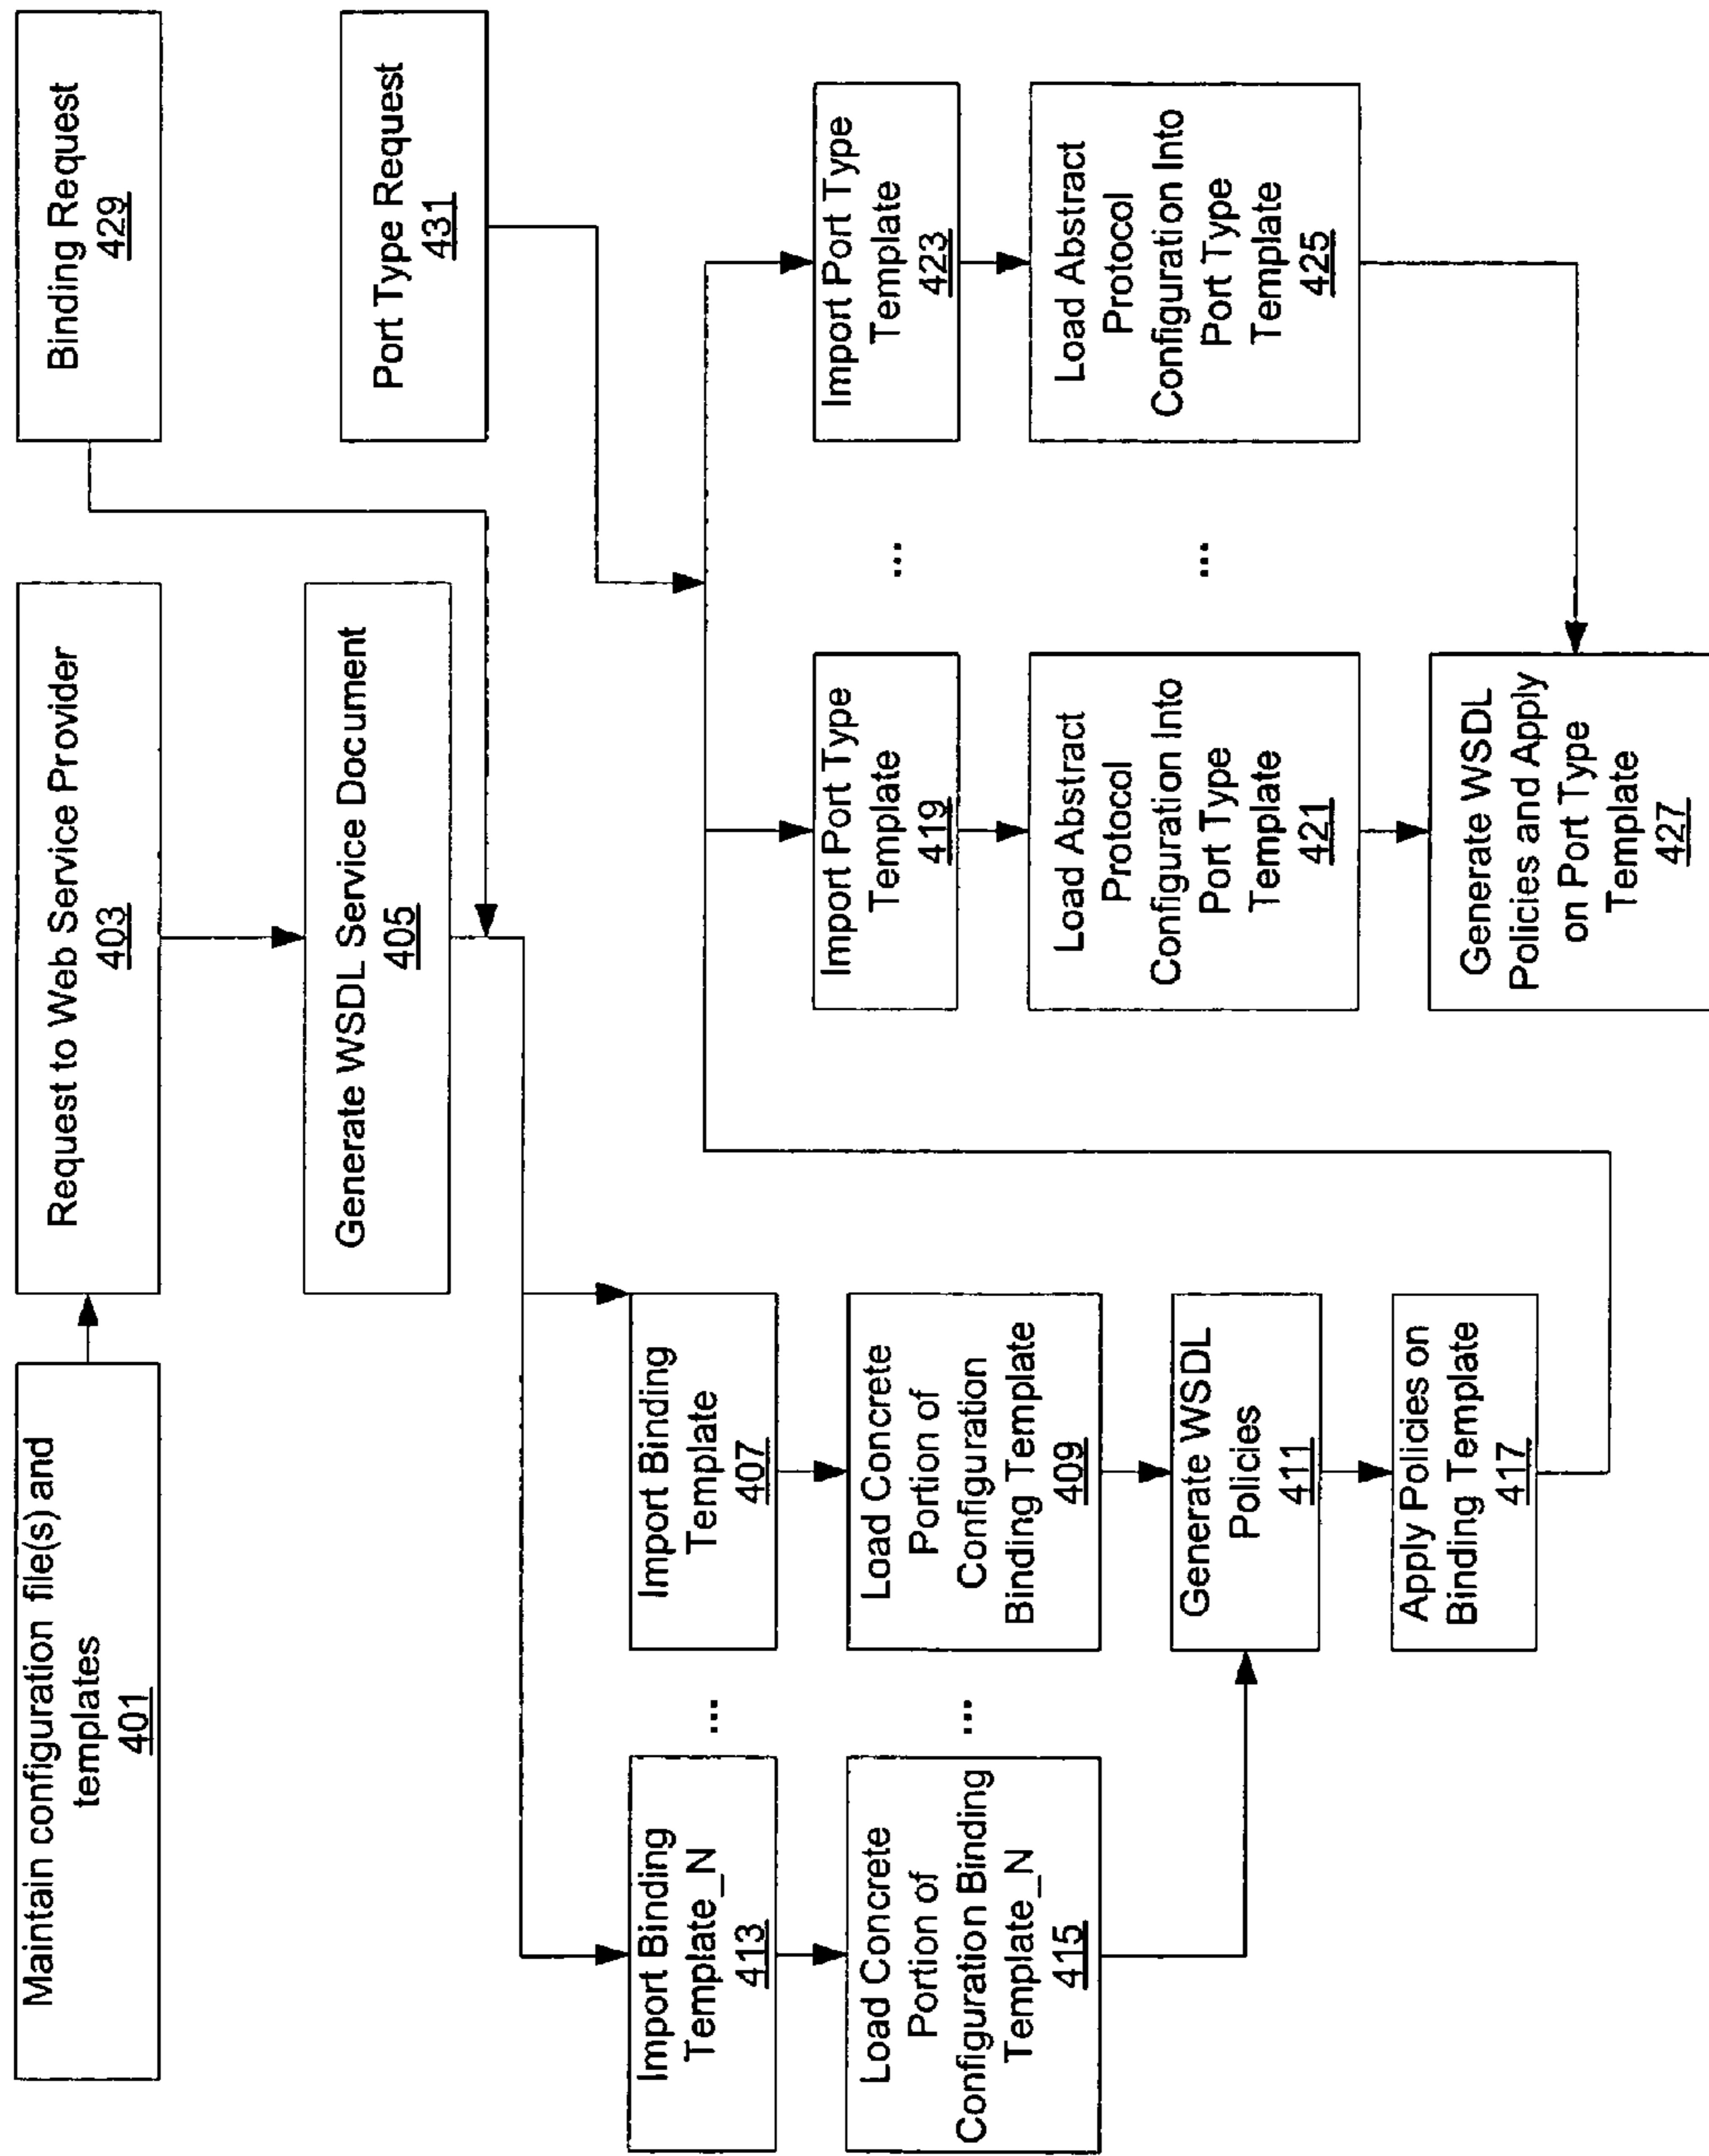 Maintain configuration file(s) and
templates
401
Request to Web Service Provider
403
Binding Request
429
Generate WSDL Service Document
405
Port Type Request
431
Import Binding
Template_N
413
...
Import Binding
Template
407
Load Concrete
Portion of
Configuration Binding
Template_N
415
...
Load Concrete
Portion of
Configuration
Binding Template
409
Generate WSDL
Policies
411
Apply Policies on
Binding Template
417
Import Port Type
Template
419
...
Import Port Type
Template
423
Load Abstract
Protocol
Configuration Into
Port Type
Template
421
...
Load Abstract
Protocol
Configuration Into
Port Type
Template
425
Generate WSDL
Policies and Apply
on Port Type
Template
427